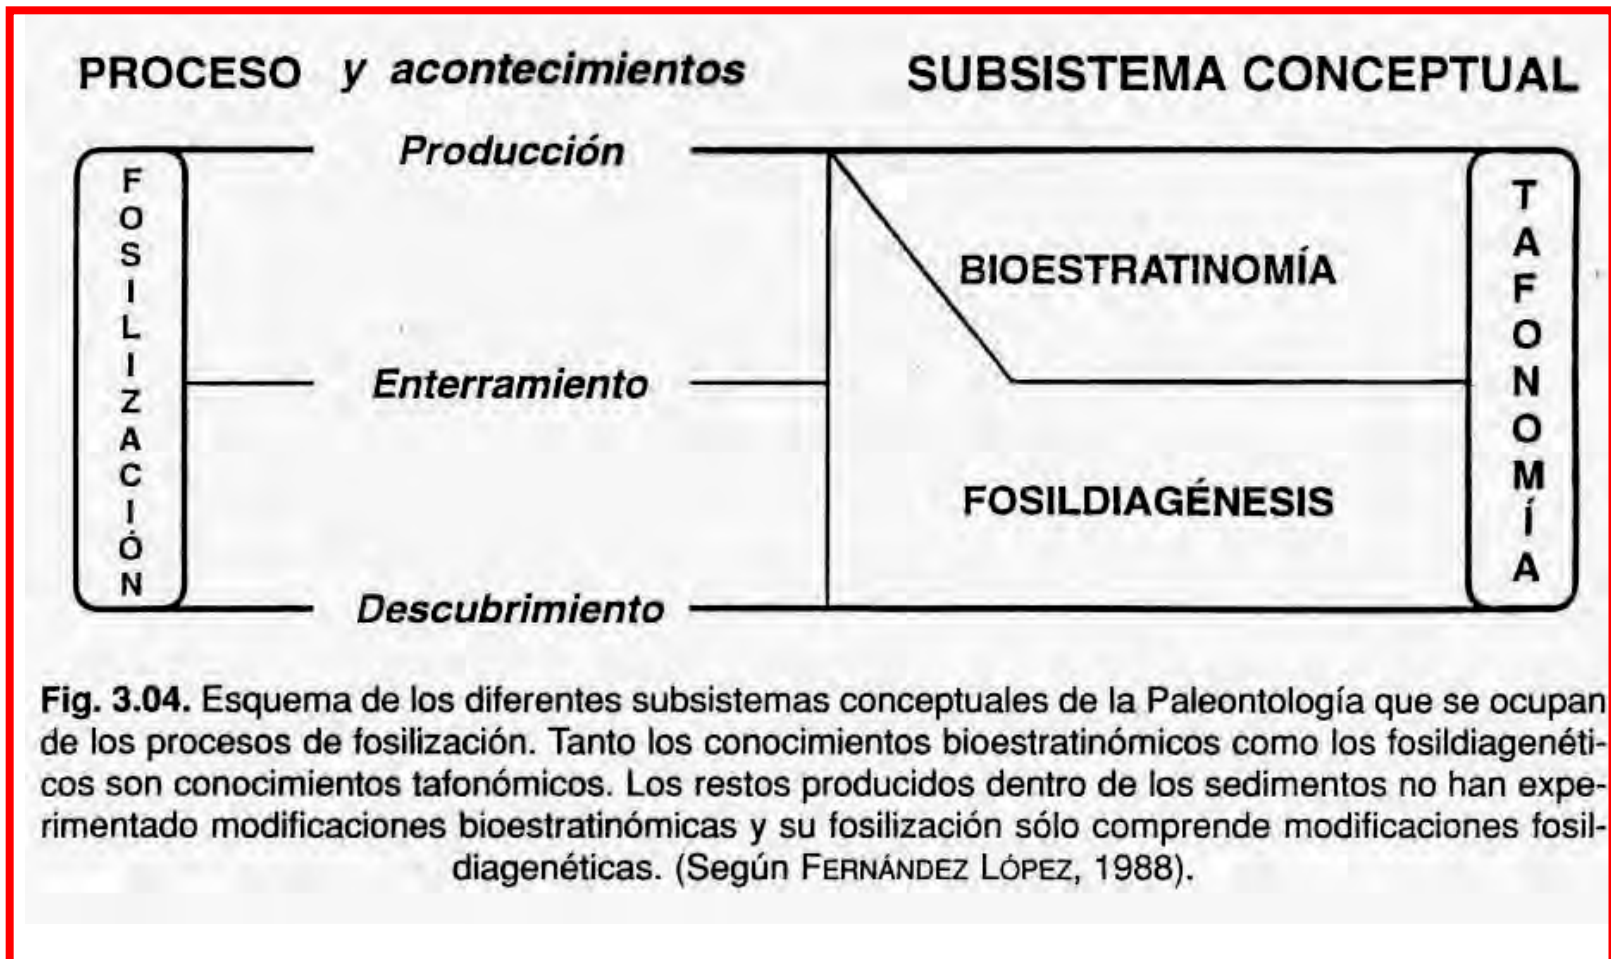 PROCESO y acontecimientos
SUBSISTEMA CONCEPTUAL
FOSILIZACIÓN
Producción
Enterramiento
Descubrimiento
BIOESTRATINOMÍA
FOSILDIAGÉNESIS
TAFONOMÍA
Fig. 3.04. Esquema de los diferentes subsistemas conceptuales de la Paleontología que se ocupan
de los procesos de fosilización. Tanto los conocimientos bioestratinómicos como los fosildiagenéti-
cos son conocimientos tafonómicos. Los restos producidos dentro de los sedimentos no han expe-
rimentado modificaciones bioestratinómicas y su fosilización sólo comprende modificaciones fosil-
diagenéticas. (Según FERNÁNDEZ LÓPEZ, 1988).